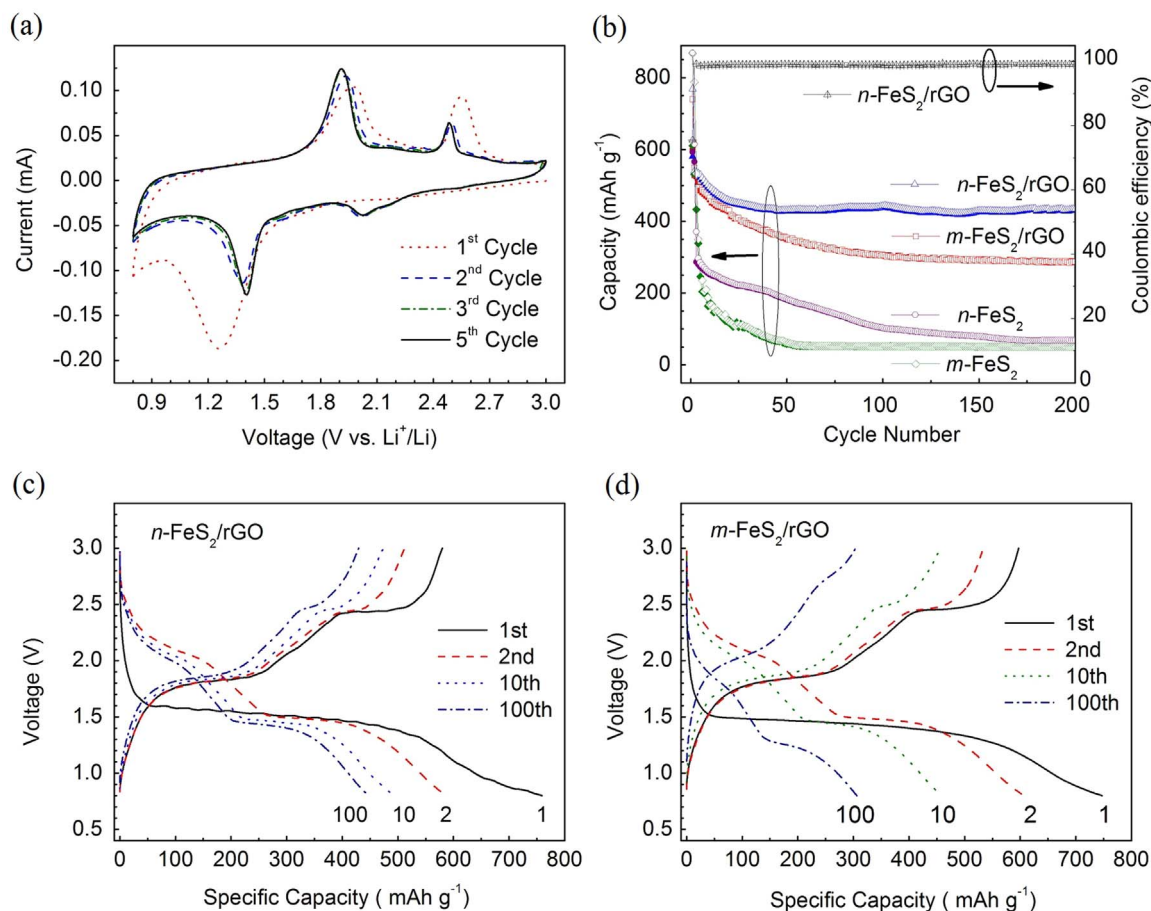 (a)
0.10
0.05
0.00
-0.05
-0.10
-0.15
-0.20
Current (mA)
1st Cycle
2nd Cycle
3rd Cycle
5th Cycle
0.9 1.2 1.5 1.8 2.1 2.4 2.7 3.0
Voltage (V vs. Li+/Li)
(b)
800
600
400
200
0
Capacity (mAh g-1)
n-FeS2/rGO
n-FeS2/rGO
m-FeS2/rGO
n-FeS2
m-FeS2
100
80
60
40
20
0
Coulombic efficiency (%)
0 50 100 150 200
Cycle Number
(c)
n-FeS2/rGO
3.0
2.5
2.0
1.5
1.0
0.5
Voltage (V)
1st
2nd
10th
100th
100 10 2 1
0 100 200 300 400 500 600 700 800
Specific Capacity ( mAh g-1)
(d)
m-FeS2/rGO
3.0
2.5
2.0
1.5
1.0
0.5
Voltage (V)
1st
2nd
10th
100th
100 10 2 1
0 100 200 300 400 500 600 700 800
Specific Capacity ( mAh g-1)